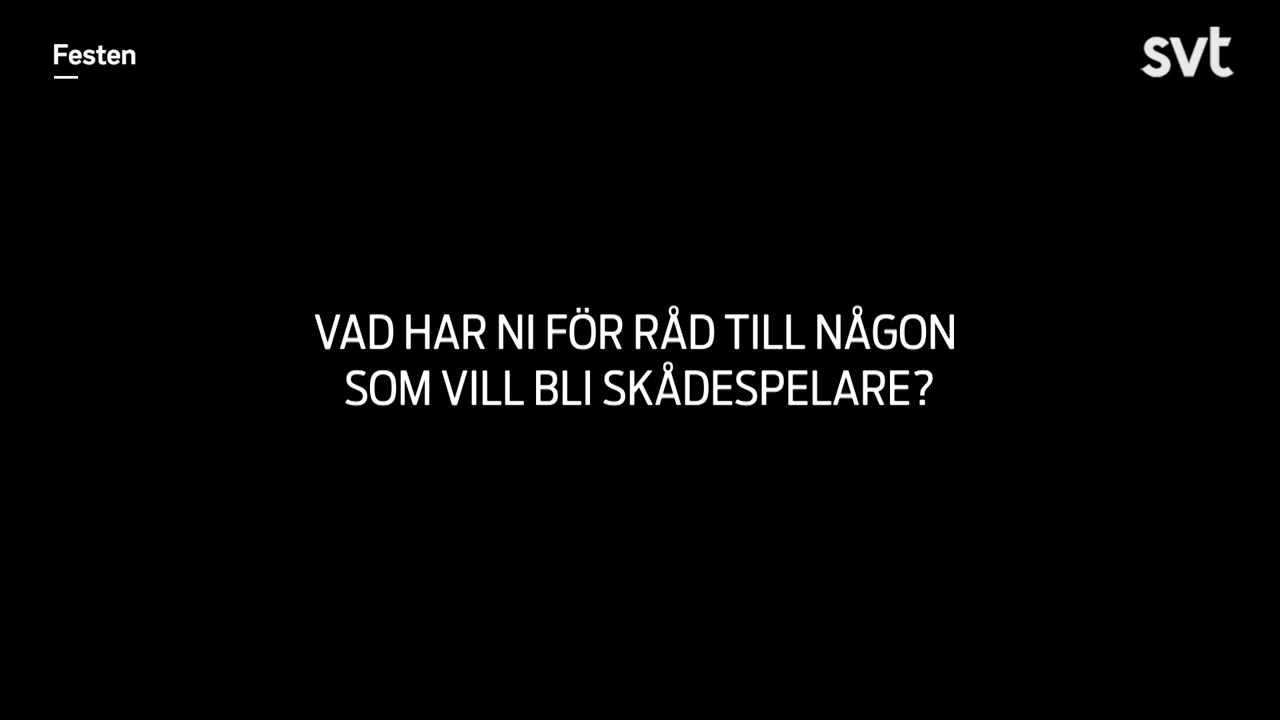 Festen
svt
VAD HAR NI FÖR RÅD TILL NÅGON
SOM VILL BLI SKÅDESPELARE?